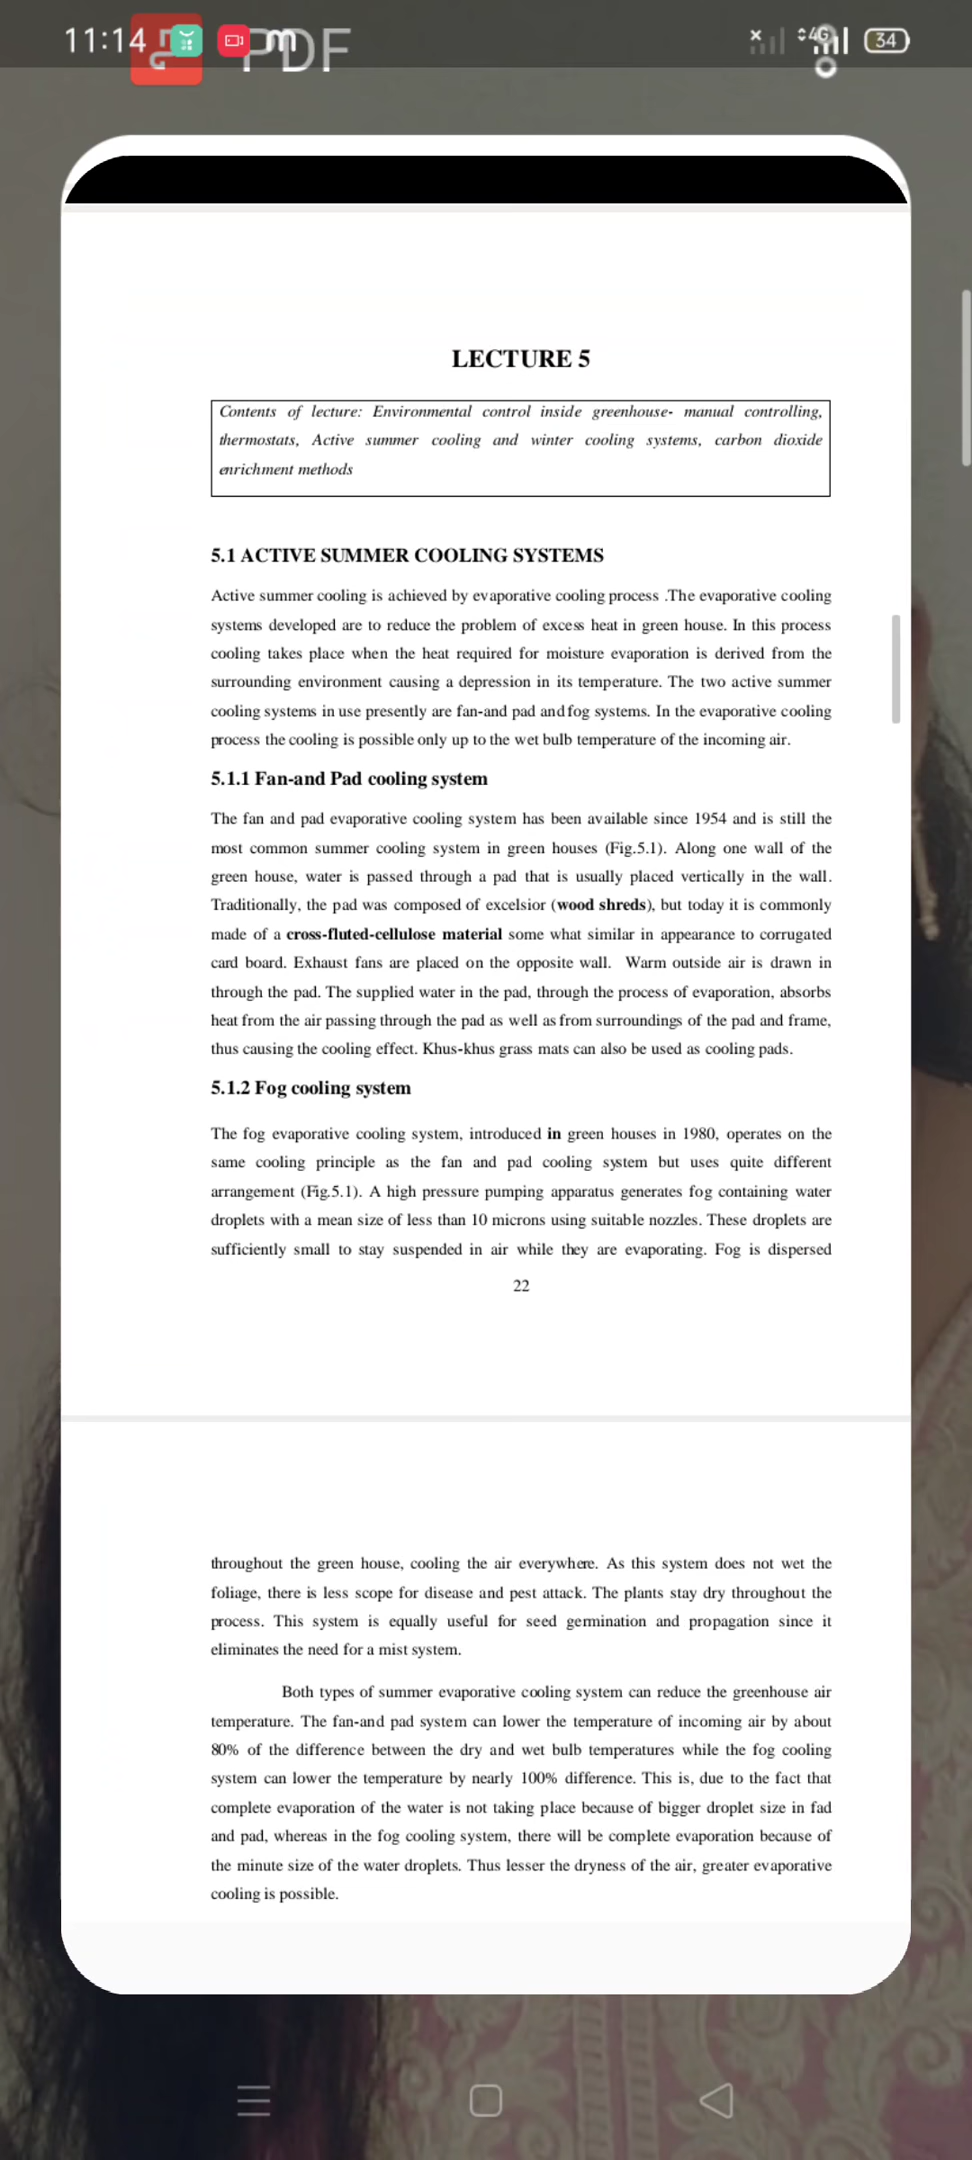 11:14
PDF
m
4G
34
LECTURE 5
Contents of lecture: Environmental control inside greenhouse- manual controlling,
thermostats, Active summer cooling and winter cooling systems, carbon dioxide
enrichment methods
5.1 ACTIVE SUMMER COOLING SYSTEMS
Active summer cooling is achieved by evaporative cooling process .The evaporative cooling
systems developed are to reduce the problem of excess heat in green house. In this process
cooling takes place when the heat required for moisture evaporation is derived from the
surrounding environment causing a depression in its temperature. The two active summer
cooling systems in use presently are fan-and pad and fog systems. In the evaporative cooling
process the cooling is possible only up to the wet bulb temperature of the incoming air.
5.1.1 Fan-and Pad cooling system
The fan and pad evaporative cooling system has been available since 1954 and is still the
most common summer cooling system in green houses (Fig.5.1). Along one wall of the
green house, water is passed through a pad that is usually placed vertically in the wall.
Traditionally, the pad was composed of excelsior (wood shreds), but today it is commonly
made of a cross-fluted-cellulose material some what similar in appearance to corrugated
card board. Exhaust fans are placed on the opposite wall. Warm outside air is drawn in
through the pad. The supplied water in the pad, through the process of evaporation, absorbs
heat from the air passing through the pad as well as from surroundings of the pad and frame,
thus causing the cooling effect. Khus-khus grass mats can also be used as cooling pads.
5.1.2 Fog cooling system
The fog evaporative cooling system, introduced in green houses in 1980, operates on the
same cooling principle as the fan and pad cooling system but uses quite different
arrangement (Fig.5.1). A high pressure pumping apparatus generates fog containing water
droplets with a mean size of less than 10 microns using suitable nozzles. These droplets are
sufficiently small to stay suspended in air while they are evaporating. Fog is dispersed
22
throughout the green house, cooling the air everywhere. As this system does not wet the
foliage, there is less scope for disease and pest attack. The plants stay dry throughout the
process. This system is equally useful for seed germination and propagation since it
eliminates the need for a mist system.
Both types of summer evaporative cooling system can reduce the greenhouse air
temperature. The fan-and pad system can lower the temperature of incoming air by about
80% of the difference between the dry and wet bulb temperatures while the fog cooling
system can lower the temperature by nearly 100% difference. This is, due to the fact that
complete evaporation of the water is not taking place because of bigger droplet size in fad
and pad, whereas in the fog cooling system, there will be complete evaporation because of
the minute size of the water droplets. Thus lesser the dryness of the air, greater evaporative
cooling is possible.